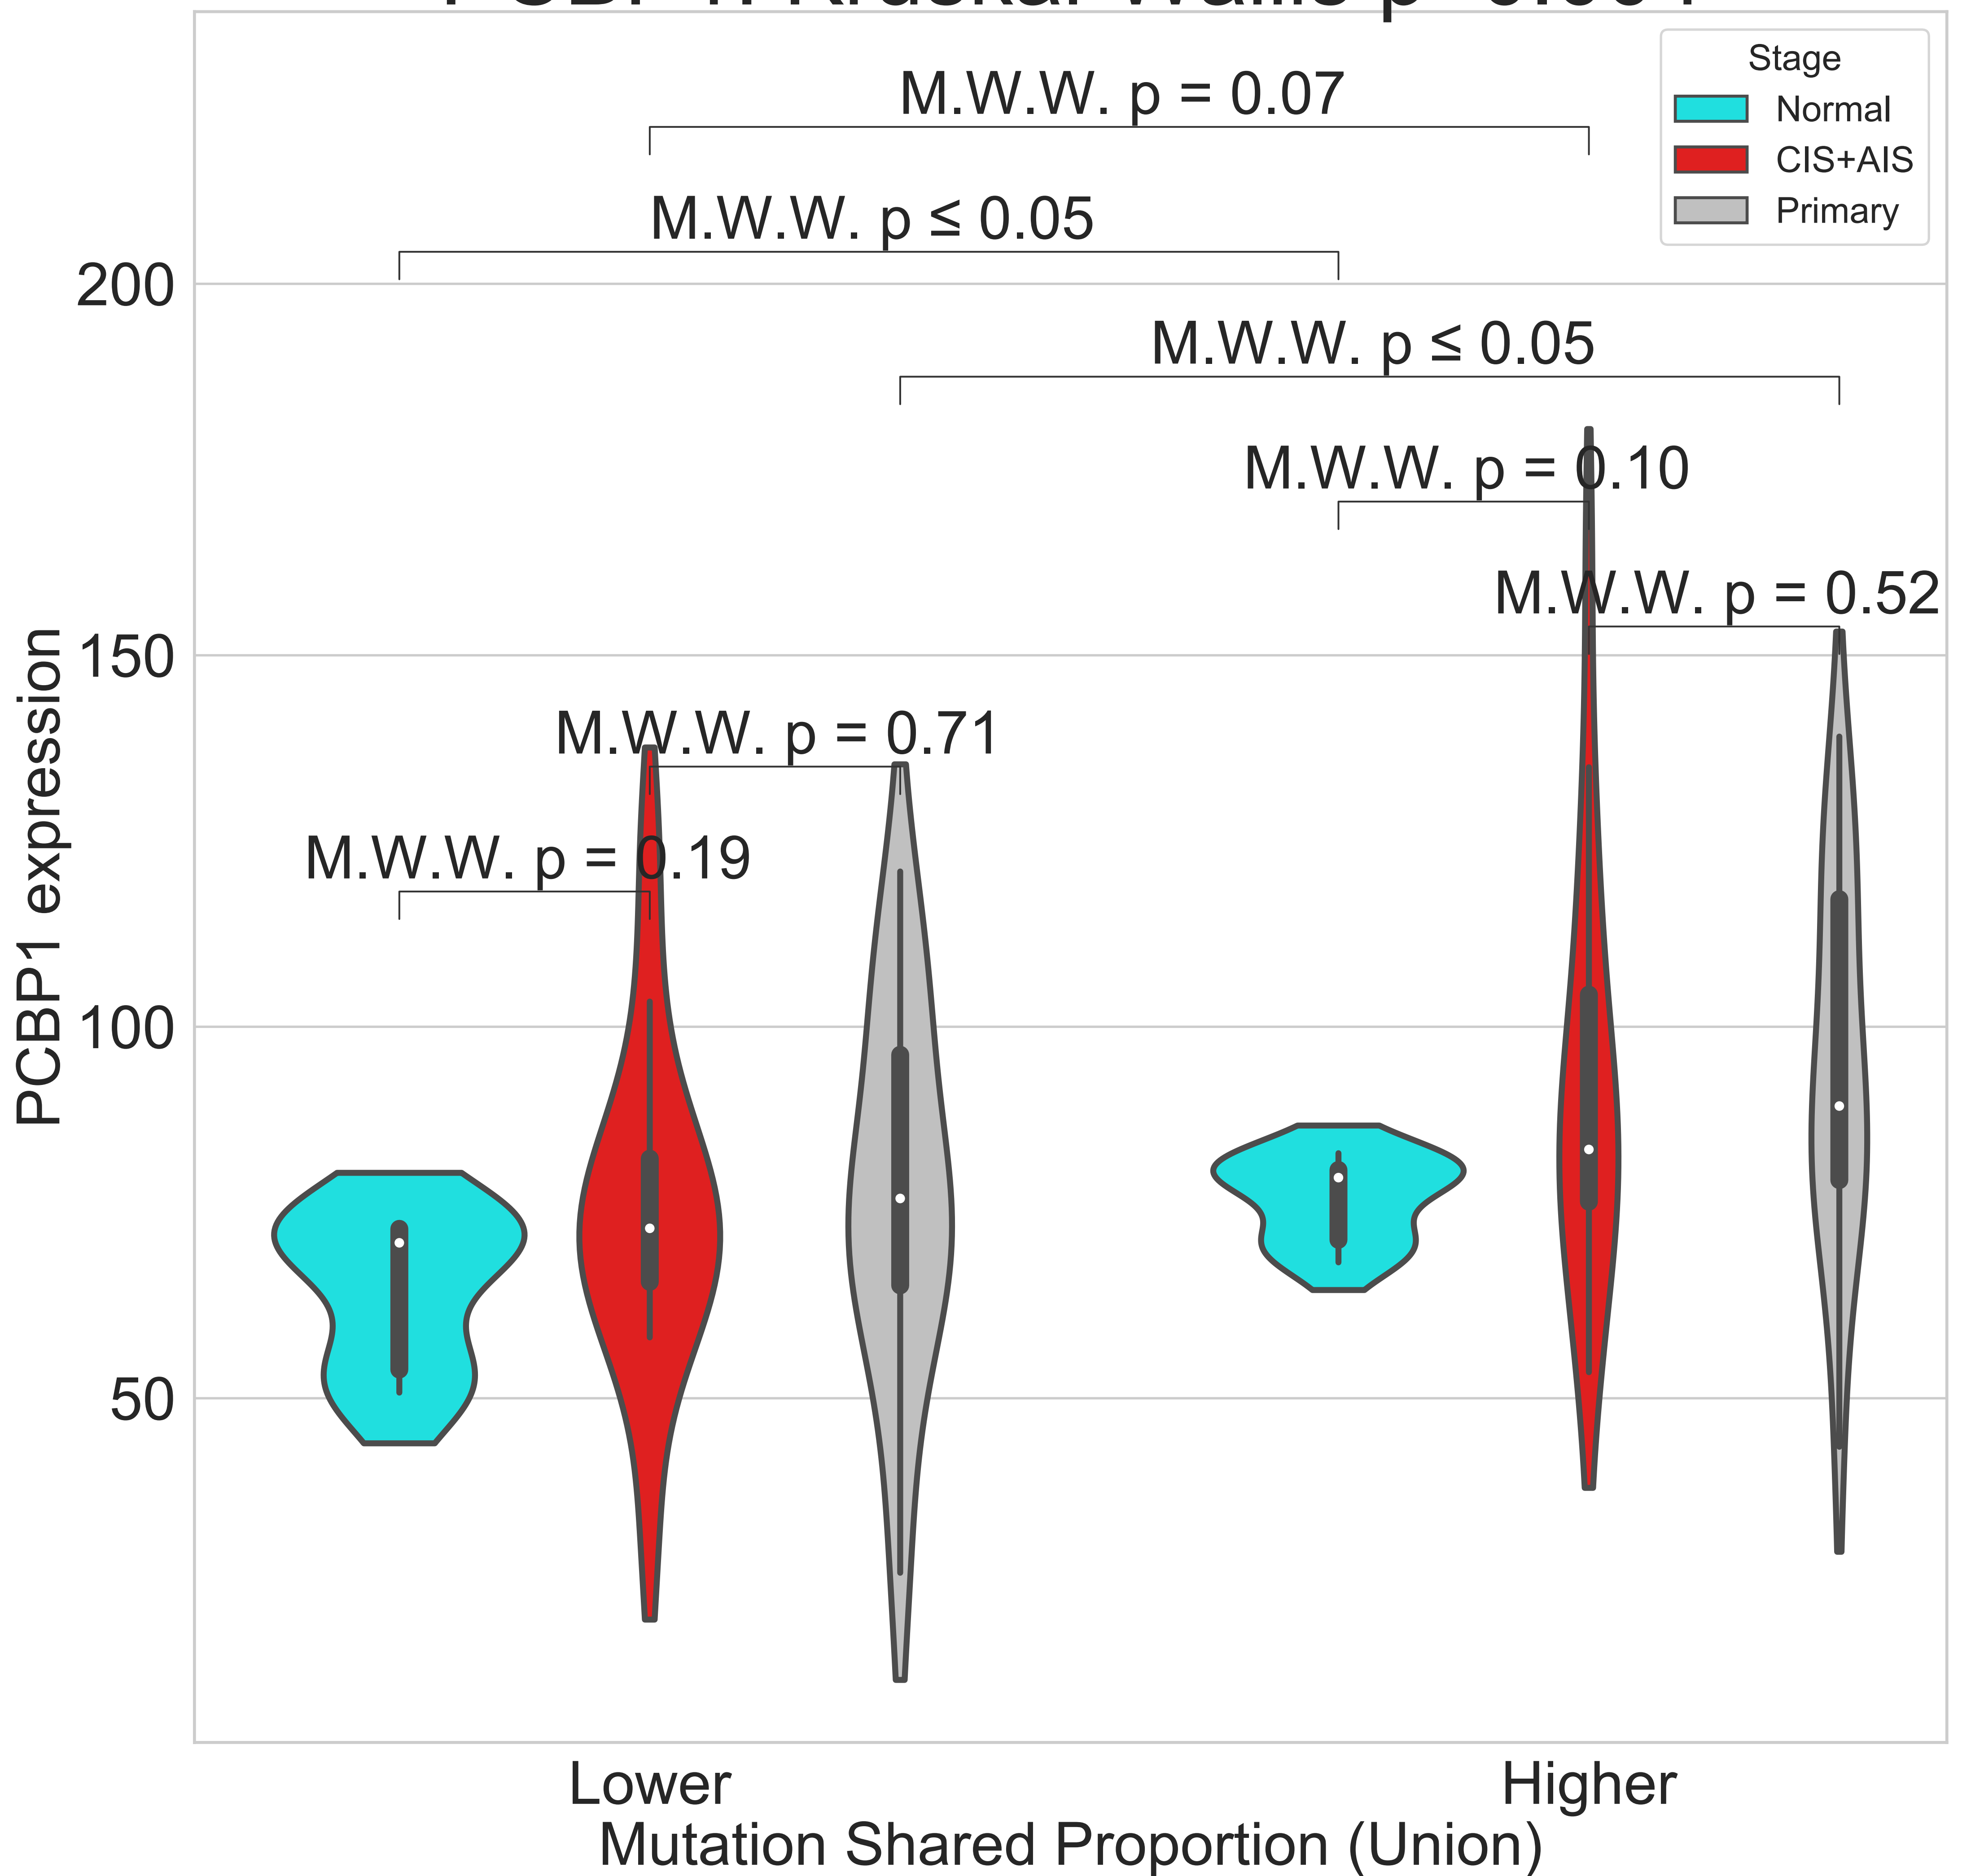 Stage
Normal
CIS+AIS
Primary
M.W.W. p = 0.07
M.W.W. p ≤ 0.05
M.W.W. p ≤ 0.05
M.W.W. p = 0.10
M.W.W. p = 0.52
M.W.W. p = 0.71
M.W.W. p = 0.19
200
150
100
50
PCBP1 expression
Lower
Higher
Mutation Shared Proportion (Union)